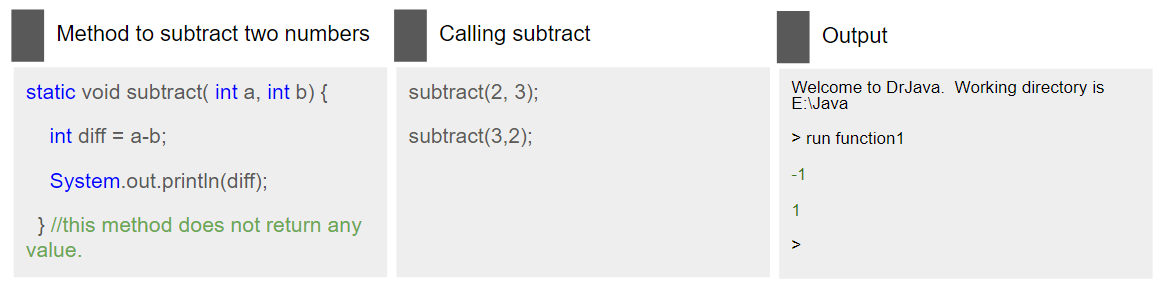 Method to subtract two numbers
static void subtract( int a, int b) {
int diff = a-b;
System.out.println(diff);
} //this method does not return any
value.
Calling subtract
subtract(2, 3);
subtract(3,2);
Output
Welcome to DrJava.  Working directory is
E:\Java
> run function1
-1
1
>